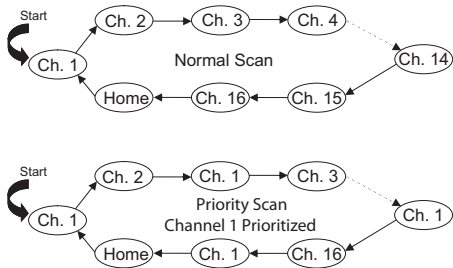 Start
Ch. 2
Ch. 3
Ch. 4
Ch. 1
Normal Scan
Ch. 14
Home
Ch. 16
Ch. 15
Start
Ch. 2
Ch. 1
Ch. 3
Ch. 1
Priority Scan
Channel 1 Prioritized
Ch. 1
Home
Ch. 1
Ch. 16